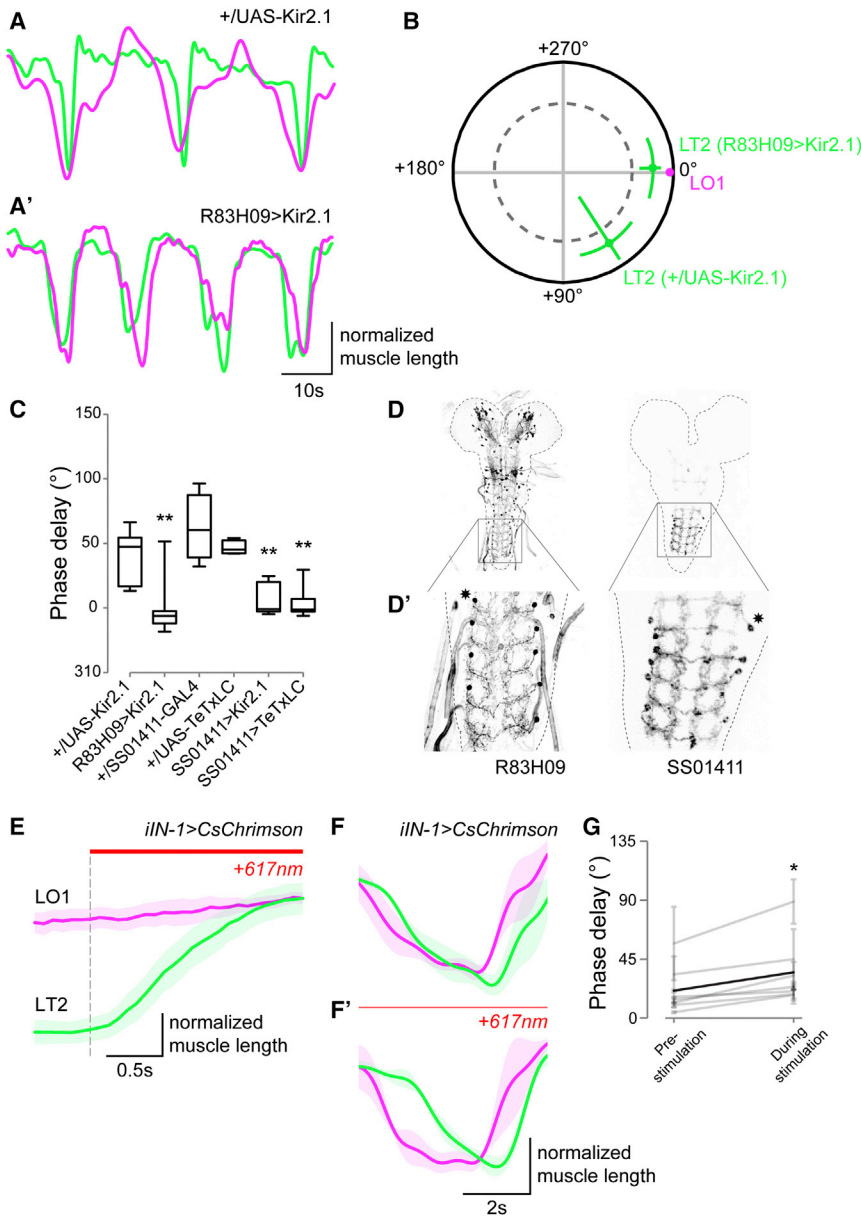 A
+/UAS-Kir2.1
A'
R83H09>Kir2.1
normalized
muscle length
10s
B
+270°
+180°
0°
+90°
LT2 (R83H09>Kir2.1)
LO1
LT2 (+/UAS-Kir2.1)
C
Phase delay (°)
150
100
50
0
310
**
**
**
+/UAS-Kir2.1
R83H09>Kir2.1
+/SS01411-GAL4
+/UAS-TeTxLC
SS01411>Kir2.1
SS01411>TeTxLC
D
D'
R83H09
SS01411
E
iIN-1>CsChrimson
+617nm
LO1
LT2
normalized
muscle length
0.5s
F
iIN-1>CsChrimson
F'
+617nm
normalized
muscle length
2s
G
Phase delay (°)
135
90
45
0
*
Pre-
stimulation
During
stimulation